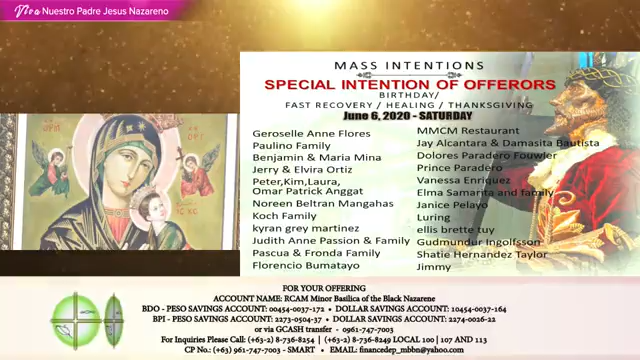 Viva Nuestro Padre Jesus Nazareno
MASS INTENTIONS
SPECIAL INTENTION OF OFFERORS
BIRTHDAY/
FAST RECOVERY / HEALING / THANKSGIVING
June 6, 2020 - SATURDAY
Geroselle Anne Flores
Paulino Family
Benjamin & Maria Mina
Jerry & Elvira Ortiz
Peter,Kim,Laura,
Omar Patrick Anggat
Noreen Beltran Mangahas
Koch Family
kyran grey martinez
Judith Anne Passion & Family
Pascua & Fronda Family
Florencio Bumatayo
MMCM Restaurant
Jay Alcantara & Damasita Bautista
Dolores Paradero Fouwler
Prince Paradero
Vanessa Enriquez
Elma Samarita and family
Janice Pelayo
Luring
ellis brette tuy
Gudmundur Ingolfsson
Shatie Hernandez Taylor
Jimmy
FOR YOUR OFFERING
ACCOUNT NAME: RCAM Minor Basilica of the Black Nazarene
BDO - PESO SAVINGS ACCOUNT: 00454-0037-172 • DOLLAR SAVINGS ACCOUNT: 10454-0037-164
BPI - PESO SAVINGS ACCOUNT: 2273-0504-37 • DOLLAR SAVINGS ACCOUNT: 2274-0026-22
or via GCASH transfer - 0961-747-7003
For Inquiries Please Call: (+63-2) 8-736-8254 | (+63-2) 8-736-8249 LOCAL 100 | 107 AND 113
CP No.: (+63) 961-747-7003 - SMART • EMAIL: financedep_mbbn@yahoo.com